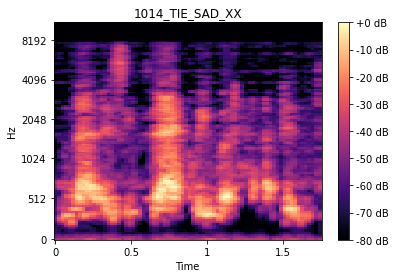 1014_TIE_SAD_XX
8192
4096
2048
1024
512
0
Hz
0
0.5
1
1.5
Time
+0 dB
-10 dB
-20 dB
-30 dB
-40 dB
-50 dB
-60 dB
-70 dB
-80 dB